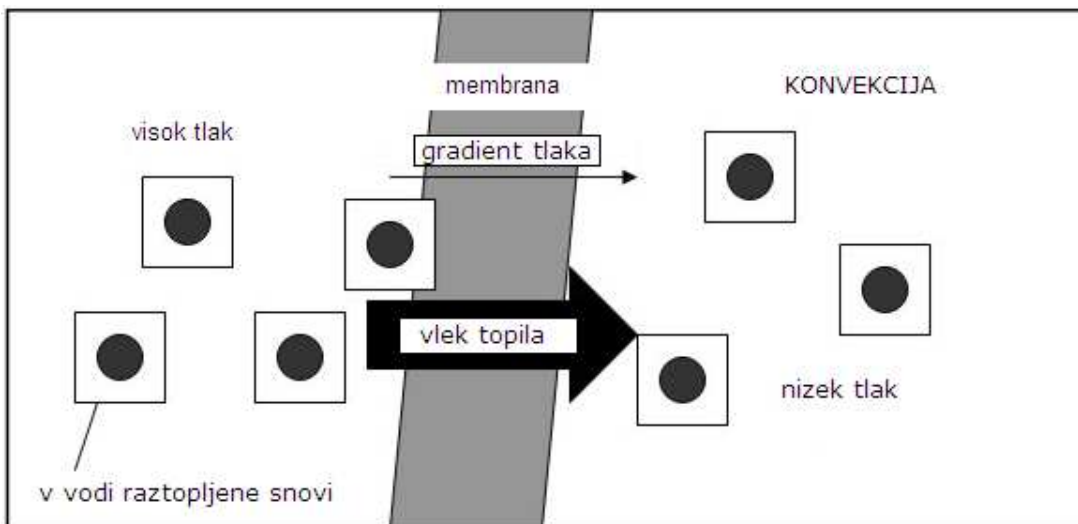 membrana
KONVEKCIJA
visok tlak
gradient tlaka
vlek topila
nizek tlak
v vodi raztopljene snovi